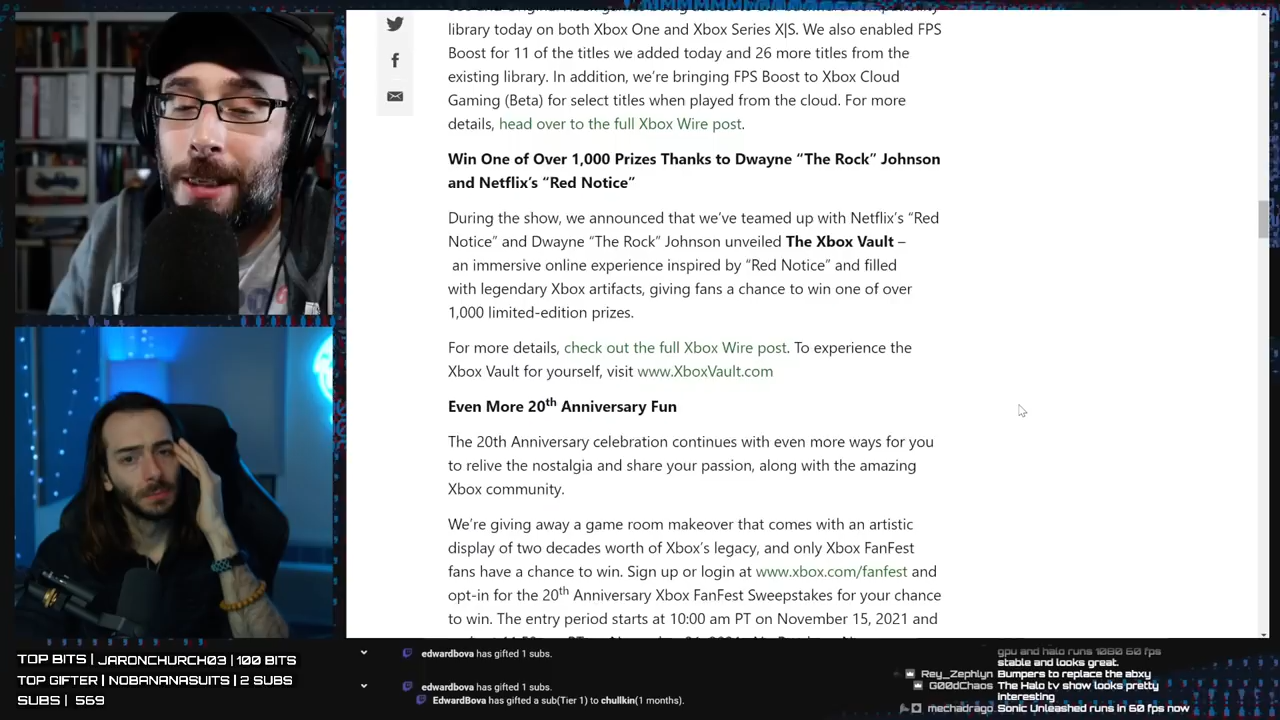 library today on both Xbox One and Xbox Series X|S. We also enabled FPS
Boost for 11 of the titles we added today and 26 more titles from the
existing library. In addition, we're bringing FPS Boost to Xbox Cloud
Gaming (Beta) for select titles when played from the cloud. For more
details, head over to the full Xbox Wire post.
Win One of Over 1,000 Prizes Thanks to Dwayne “The Rock” Johnson
and Netflix's “Red Notice”
During the show, we announced that we've teamed up with Netflix's “Red
Notice” and Dwayne “The Rock” Johnson unveiled The Xbox Vault –
an immersive online experience inspired by “Red Notice” and filled
with legendary Xbox artifacts, giving fans a chance to win one of over
1,000 limited-edition prizes.
For more details, check out the full Xbox Wire post. To experience the
Xbox Vault for yourself, visit www.XboxVault.com
Even More 20th Anniversary Fun
The 20th Anniversary celebration continues with even more ways for you
to relive the nostalgia and share your passion, along with the amazing
Xbox community.
We're giving away a game room makeover that comes with an artistic
display of two decades worth of Xbox's legacy, and only Xbox FanFest
fans have a chance to win. Sign up or login at www.xbox.com/fanfest and
opt-in for the 20th Anniversary Xbox FanFest Sweepstakes for your chance
to win. The entry period starts at 10:00 am PT on November 15, 2021 and
TOP BITS | JARONCHURCH03 | 100 BITS
TOP GIFTER | NOBANANASUITS | 2 SUBS
SUBS | 569
edwardbova has gifted 1 subs.
edwardbova has gifted 1 subs.
EdwardBova has gifted a sub(Tier 1) to chullkin(1 months).
gpu and halo runs 1080 60 fps
stable and looks great.
Rey_Zephlyn Bumpers to replace the abxy
G00dChaos The Halo tv show looks pretty
interesting
mechadrago Sonic Unleashed runs in 60 fps now